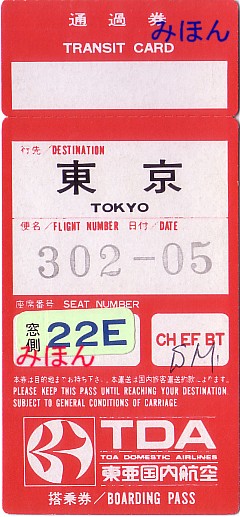 通過券
みほん
TRANSIT CARD
行先/DESTINATION
東京
TOKYO
便名/FLIGHT NUMBER 日付/DATE
302-05
座席番号 SEAT NUMBER
窓側 22E
みほん
CH EF BT
D.M.
本券は目的地までお持ち下さい。本運送は国内旅客運送約款によります。
PLEASE KEEP THIS PASS UNTIL REACHING YOUR DESTINATION.
SUBJECT TO GENERAL CONDITIONS OF CARRIAGE
TDA
TOA DOMESTIC AIRLINES
東亜国内航空
搭乗券/BOARDING PASS